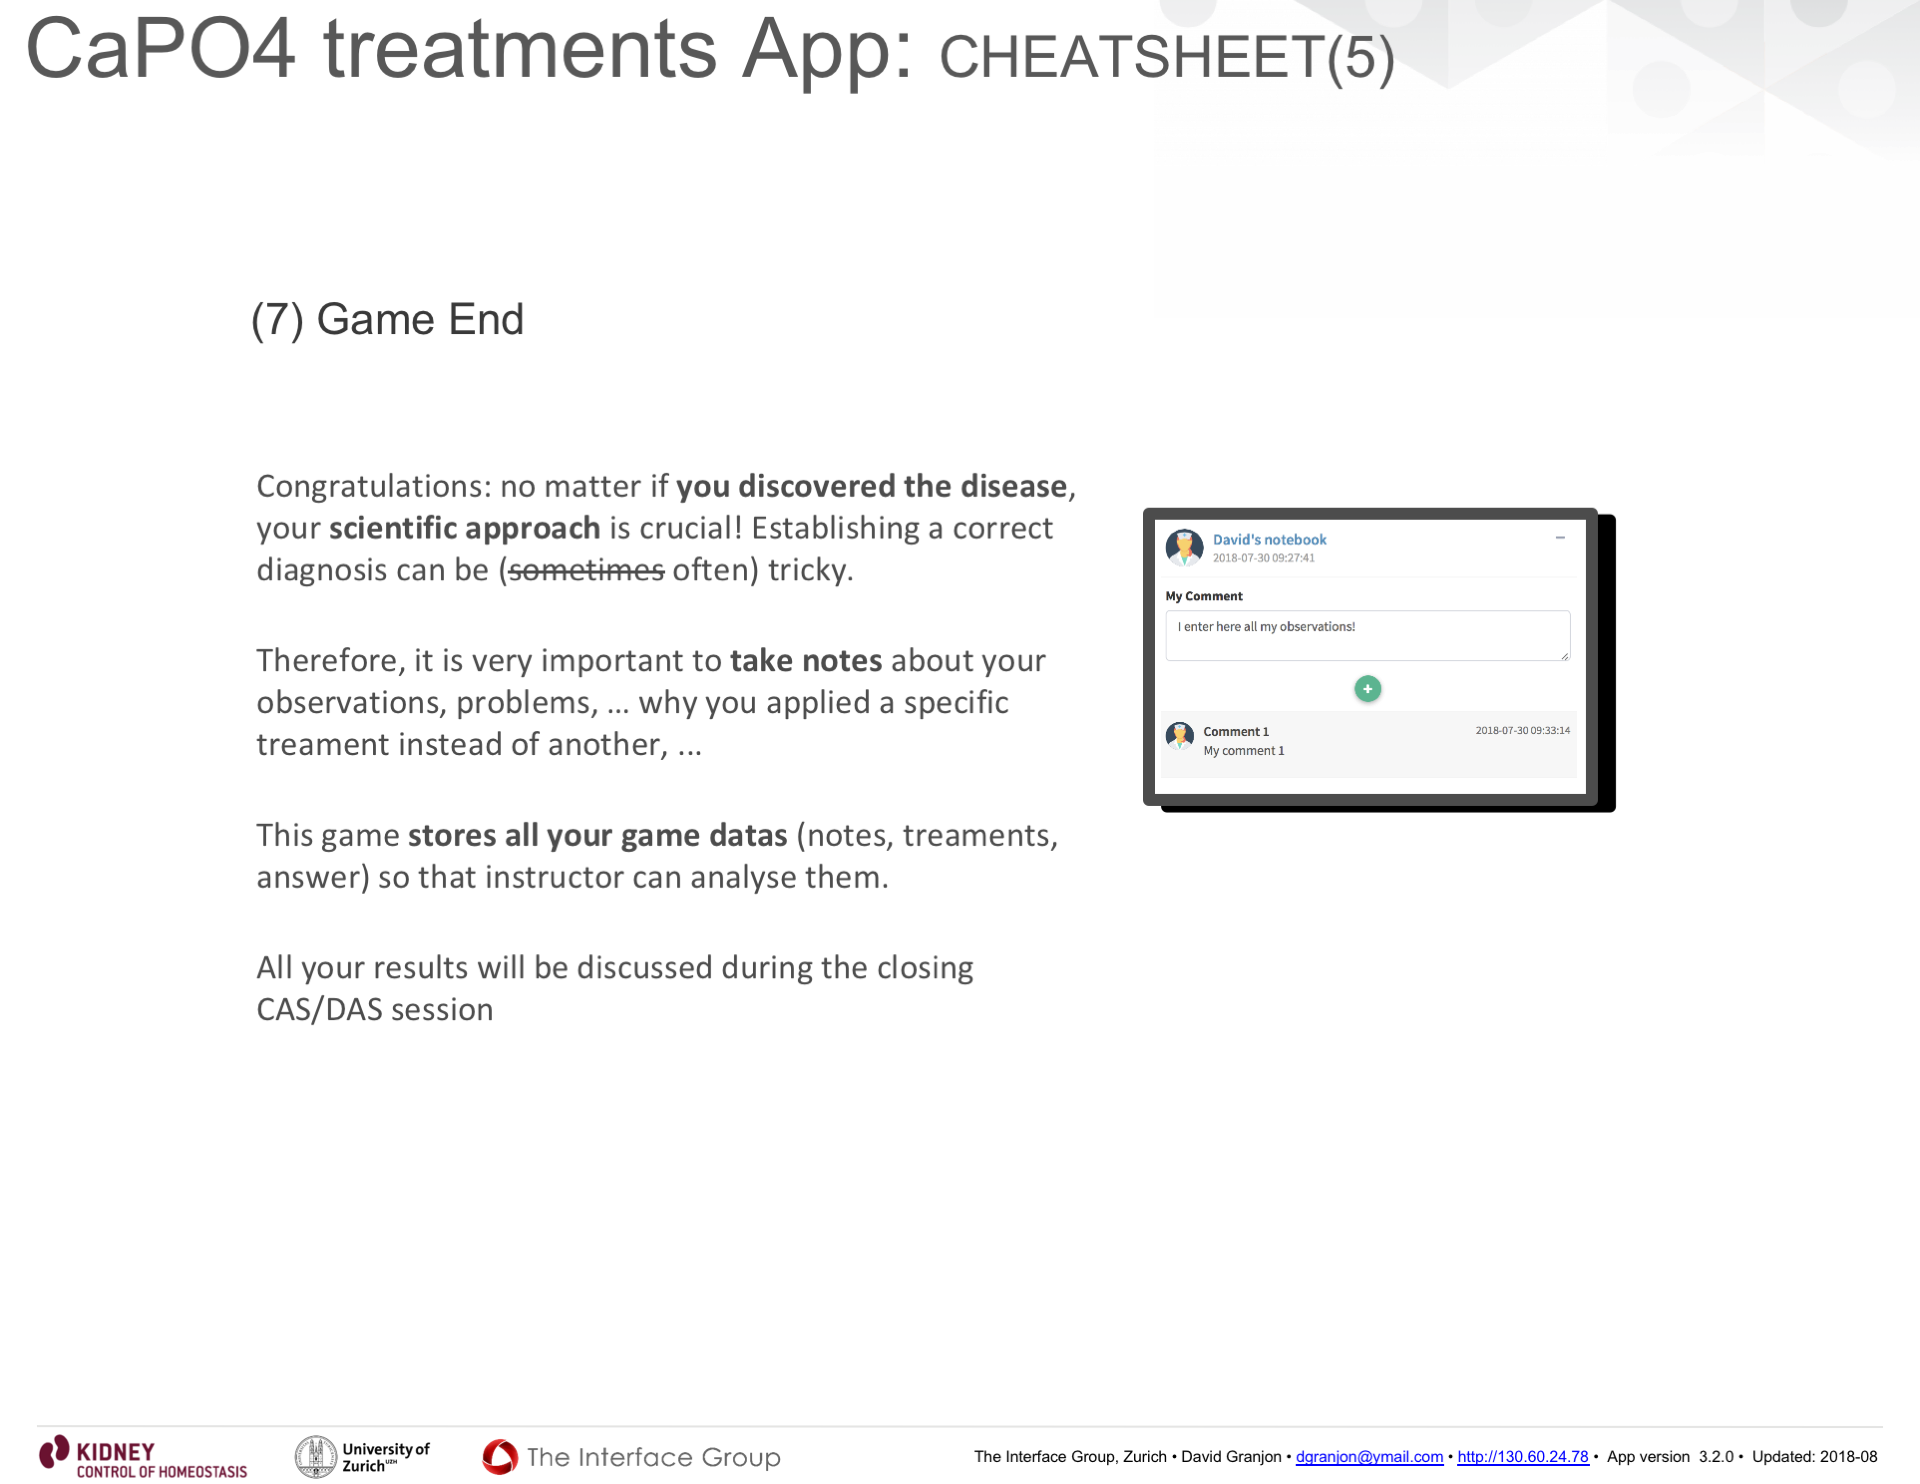 CaPO4 treatments App: CHEATSHEET(5)
(7) Game End
Congratulations: no matter if you discovered the disease,
your scientific approach is crucial! Establishing a correct
diagnosis can be (sometimes often) tricky.
Therefore, it is very important to take notes about your
observations, problems, ... why you applied a specific
treament instead of another, ...
This game stores all your game datas (notes, treaments,
answer) so that instructor can analyse them.
All your results will be discussed during the closing
CAS/DAS session
David's notebook
2018-07-30 09:27:41
My Comment
I enter here all my observations!
Comment 1
2018-07-30 09:33:14
My comment 1
KIDNEY
CONTROL OF HOMEOSTASIS
University of
Zurich UZH
The Interface Group
The Interface Group, Zurich • David Granjon • dgranjon@ymail.com • http://130.60.24.78 • App version 3.2.0 • Updated: 2018-08